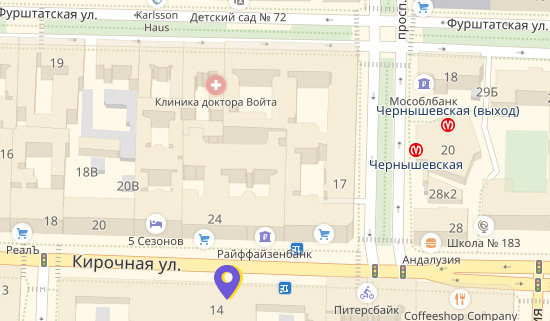 Фурштатская ул.
Karlsson
Haus
Детский сад № 72
просп.
Фурштатская ул.
19
Клиника доктора Войта
18
Мособлбанк
29Б
Чернышевская (выход)
16
18В
20В
17
20
Чернышевская
28к2
18
20
24
28
РеалЪ
5 Сезонов
Райффайзенбанк
Школа № 183
Андалузия
Кирочная ул.
14
Питерсбайк
Coffeeshop Company